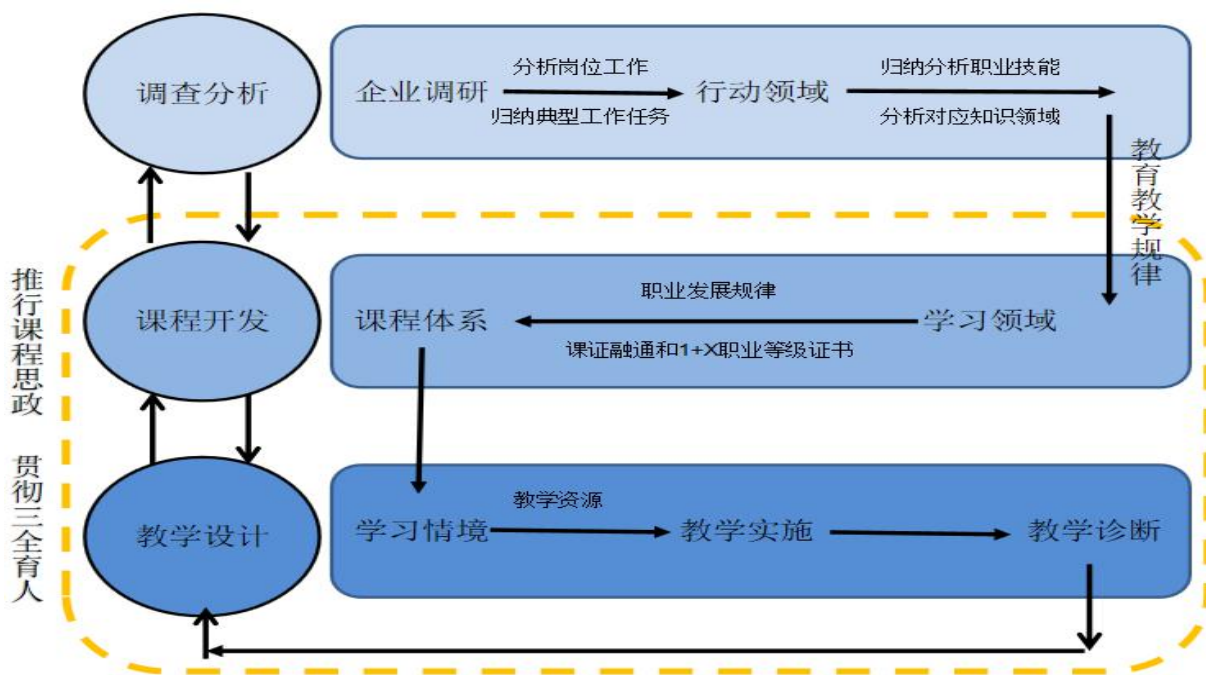 调查分析
企业调研
分析岗位工作
归纳典型工作任务
行动领域
归纳分析职业技能
分析对应知识领域
教育教学规律
推行课程思政 贯彻三全育人
课程开发
课程体系
职业发展规律
课证融通和1+X职业等级证书
学习领域
教学设计
学习情境
教学资源
教学实施
教学诊断